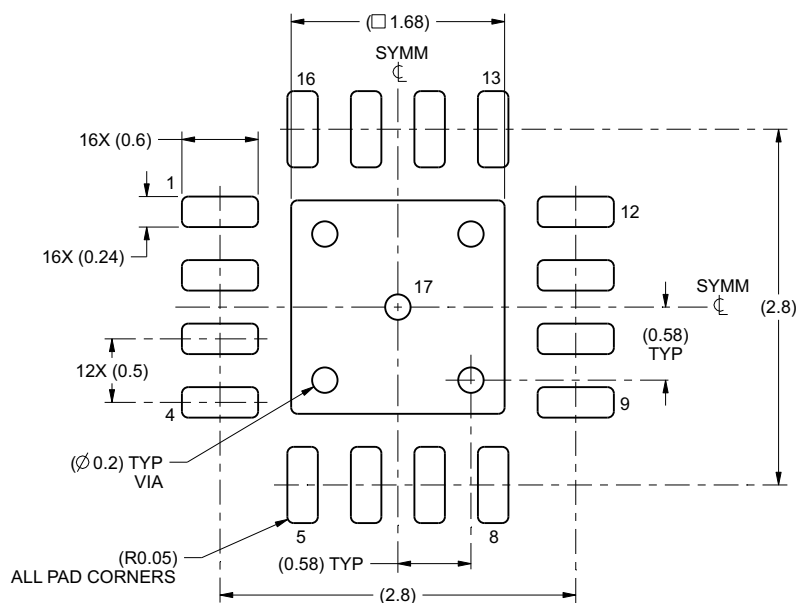 (□ 1.68)
SYMM
℄
16
13
16X (0.6)
1
12
16X (0.24)
17
SYMM
℄
(2.8)
(0.58)
TYP
12X (0.5)
4
9
(∅ 0.2) TYP
VIA
5
8
(R0.05)
ALL PAD CORNERS
(0.58) TYP
(2.8)